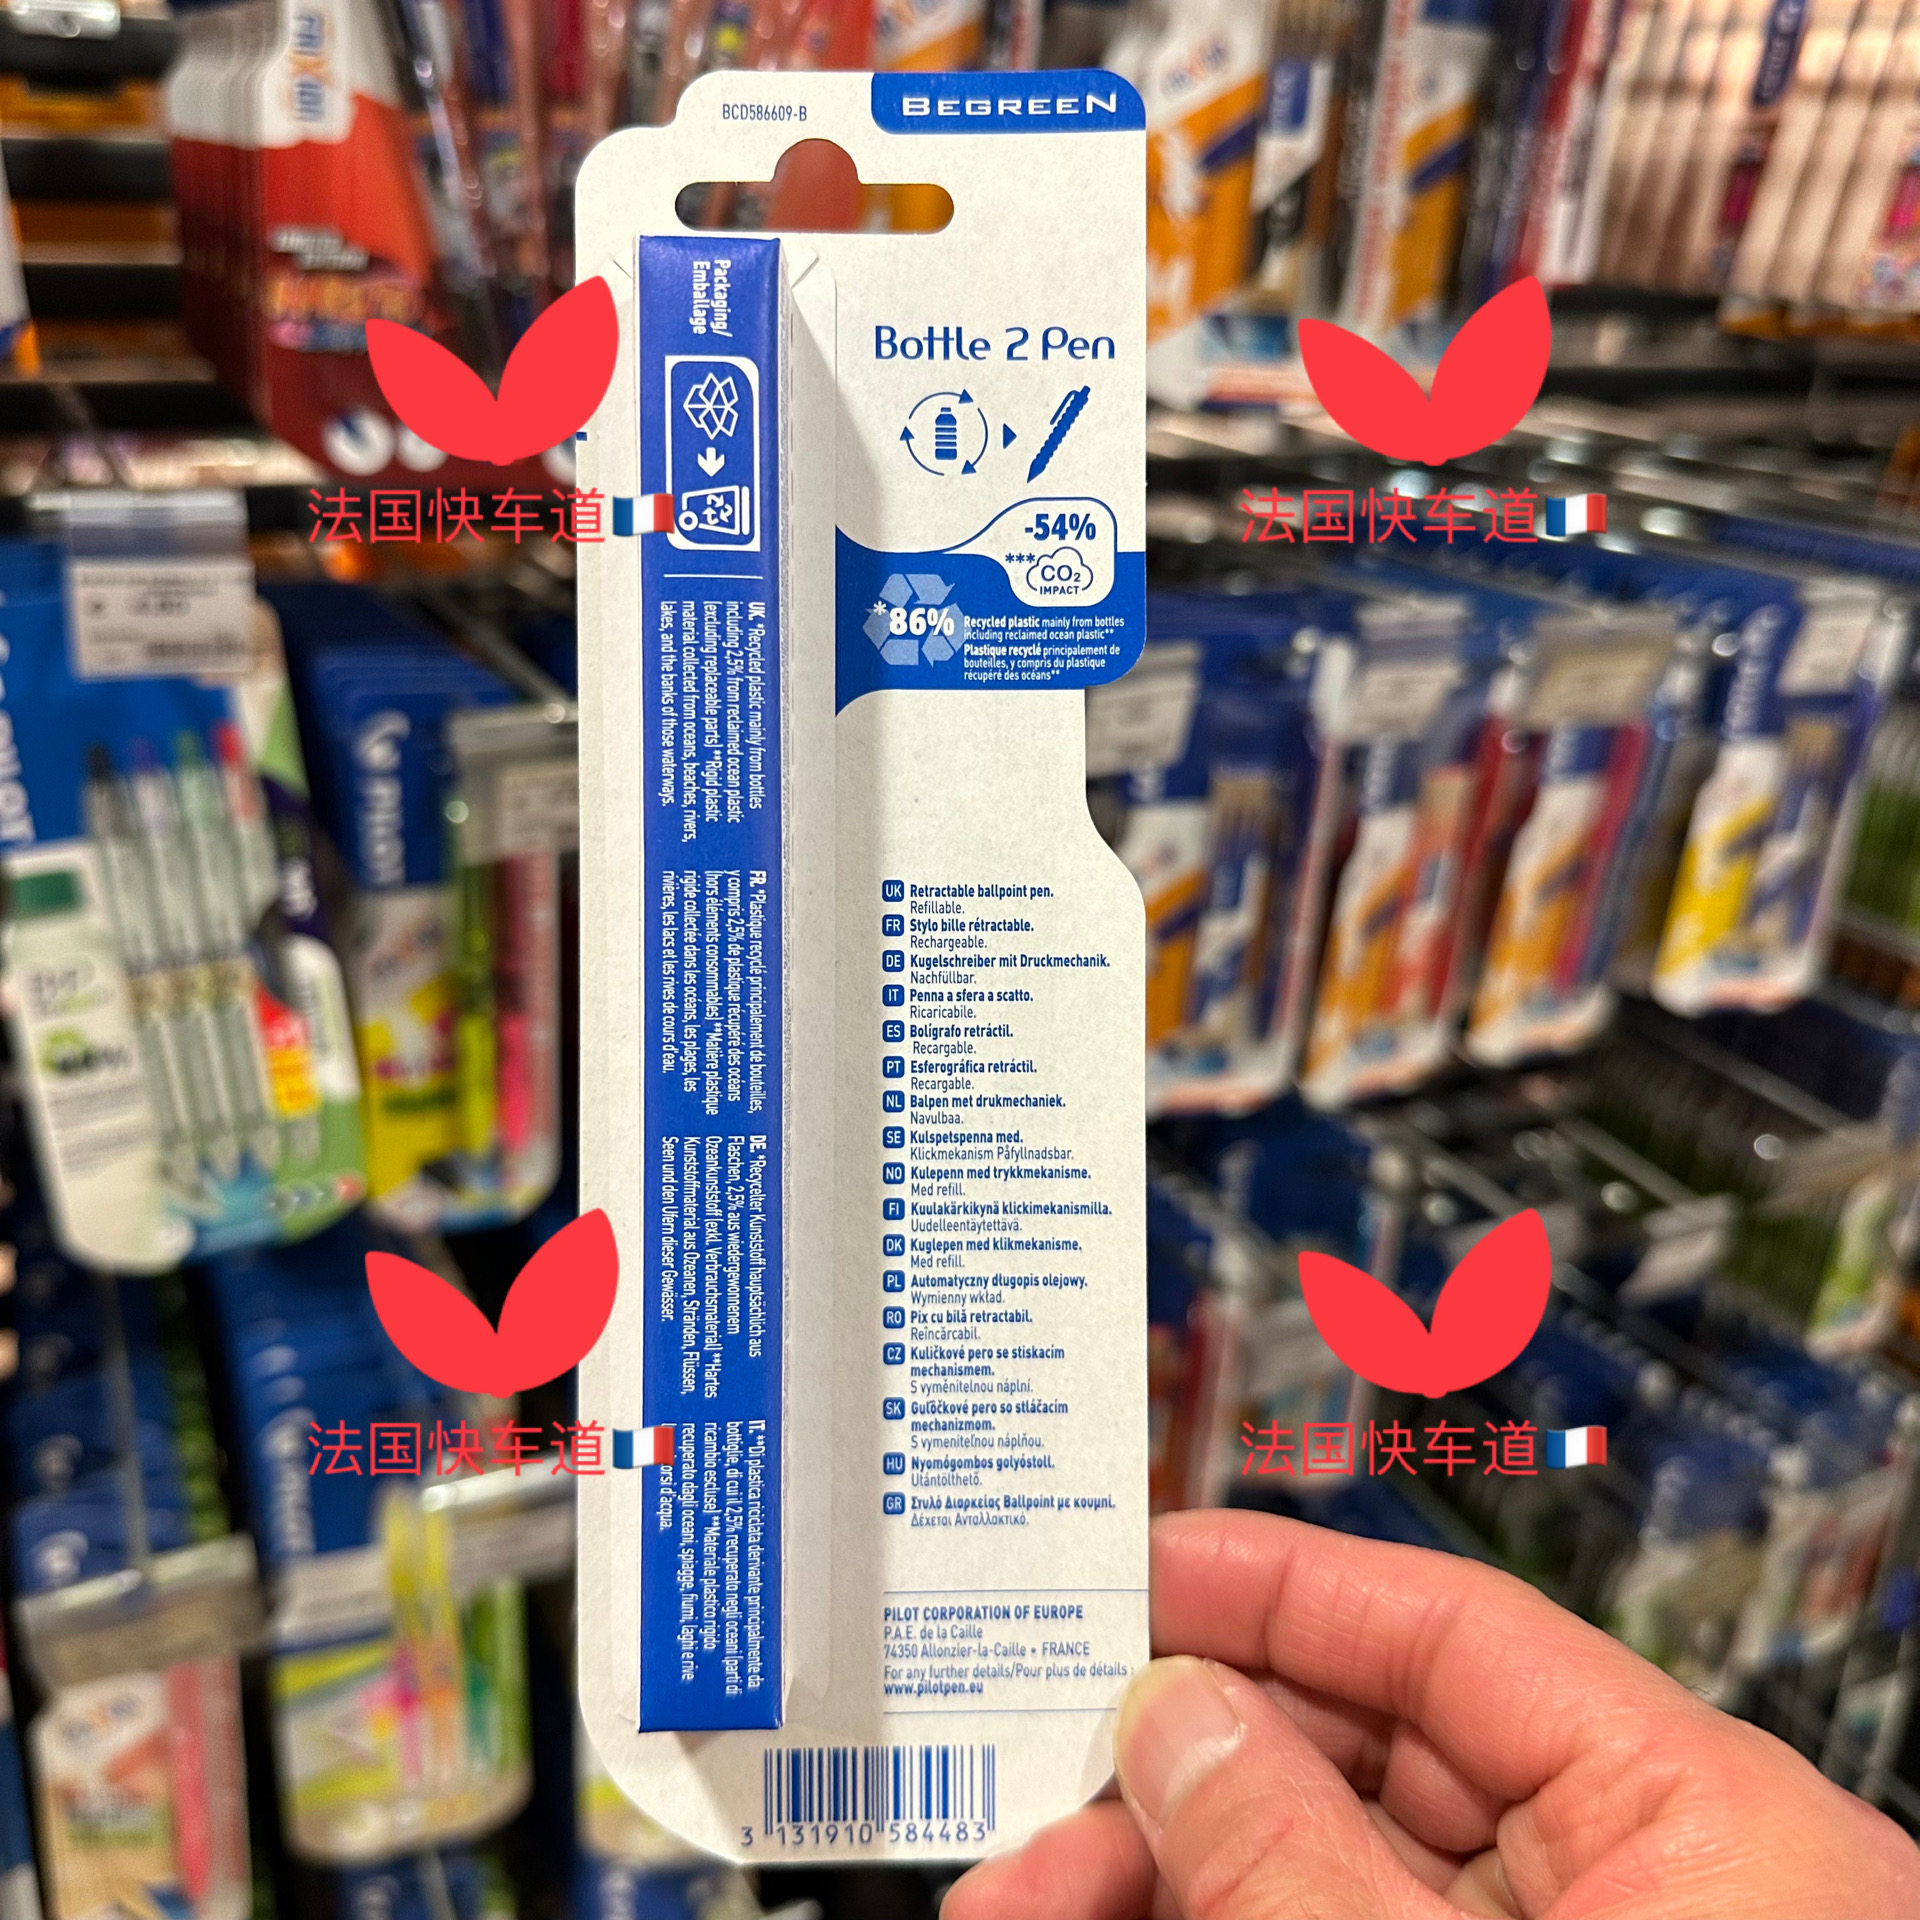 BCD586609-B
BEGREEN
Bottle 2 Pen
-54%
***CO₂
IMPACT
*86%
Recycled plastic mainly from bottles
including reclaimed ocean plastic**
Plastique recyclé principalement de
bouteilles, y compris du plastique
récupéré des océans**
Packaging/
Emballage
UK *Recycled plastic mainly from bottles
including 2,5% from reclaimed ocean plastic
(excluding replaceable parts) **Rigid plastic
material collected from oceans, beaches, rivers,
lakes, and the banks of those waterways.
FR. *Plastique recyclé principalement de bouteilles,
y compris 2,5% de plastique récupéré des océans
(hors éléments consommables) **Matière plastique
rigide collectée dans les océans, les plages, les
rivières, les lacs et les rives de cours d'eau.
DE *Recycelter Kunststoff hauptsächlich aus
Flaschen, 2,5% aus wiedergewonnenem
Ozeankunststoff (exkl. Verbrauchsmaterial) **Hartes
Kunststoffmaterial aus Ozeanen, Stränden, Flüssen,
Seen und den Ufern dieser Gewässer.
IT. **Di plastica riciclata derivante principalmente da
bottiglie, di cui il 2,5% recuperato negli oceani (parti di
ricambio escluse) **Materiale plastico rigido
recuperato dagli oceani, spiagge, fiumi, laghi e rive
d'acqua.
UK Retractable ballpoint pen.
Refillable.
FR Stylo bille rétractable.
Rechargeable.
DE Kugelschreiber mit Druckmechanik.
Nachfüllbar.
IT Penna a sfera a scatto.
Ricaricabile.
ES Bolígrafo retráctil.
Recargable.
PT Esferográfica retráctil.
Recargable.
NL Balpen met drukmechaniek.
Navulbaa.
SE Kulspetspenna med.
Klickmekanism Påfyllnadsbar.
NO Kulepenn med trykkmekanisme.
Med refill.
FI Kuulakärkikynä klickimekanismilla.
Uudelleentäytettävä.
DK Kuglepen med klikmekanisme.
Med refill.
PL Automatyczny długopis olejowy.
Wymienny wkład.
RO Pix cu bilă retractabil.
Reîncărcabil.
CZ Kuličkové pero se stiskacím
mechanismem.
S vyměnitelnou náplní.
SK Guľôčkové pero so stláčacím
mechanizmom.
S vymeniteľnou náplňou.
HU Nyomógombos golyóstoll.
Utántölthető.
GR Στυλό Διαρκείας Ballpoint με κουμπί.
Δέχεται Ανταλλακτικό.
PILOT CORPORATION OF EUROPE
P.A.E. de la Caille
74350 Allonzier-la-Caille • FRANCE
For any further details/Pour plus de détails :
www.pilotpen.eu
3 131910 584483
PILOT
法国快车道
法国快车道
法国快车道
法国快车道